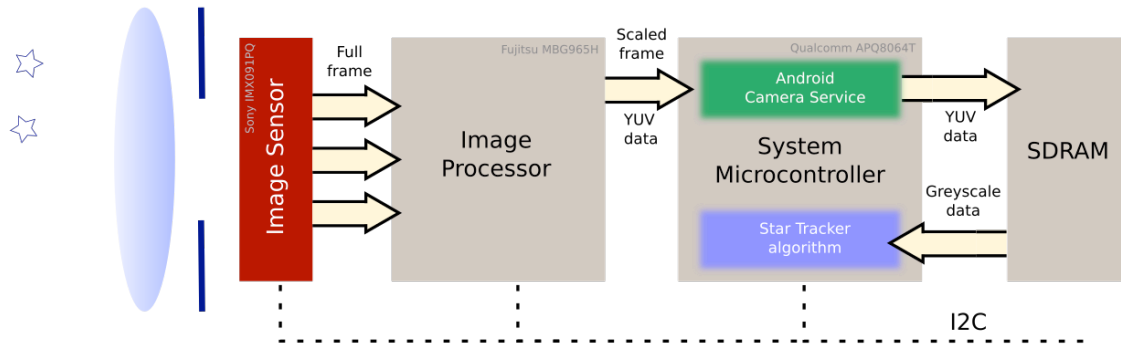 Sony IMX091PQ
Image Sensor
Full
frame
Fujitsu MBG965H
Image
Processor
Scaled
frame
YUV
data
Qualcomm APQ8064T
Android
Camera Service
System
Microcontroller
Star Tracker
algorithm
YUV
data
Greyscale
data
SDRAM
I2C